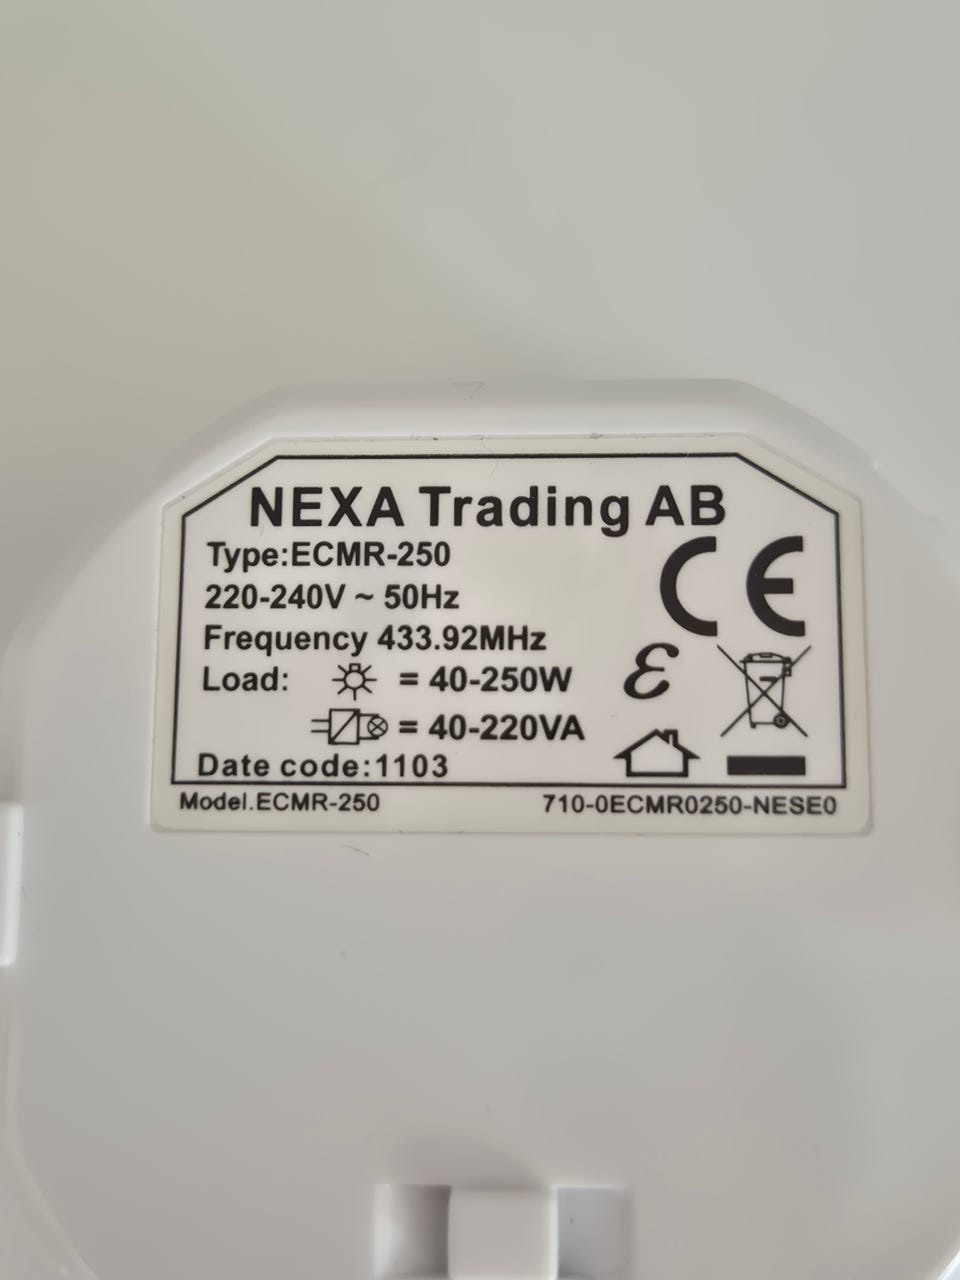 NEXA Trading AB
Type:ECMR-250
220-240V ~ 50Hz
Frequency 433.92MHz
Load: = 40-250W
= 40-220VA
Date code:1103
CE
Model.ECMR-250 710-0ECMR0250-NESE0